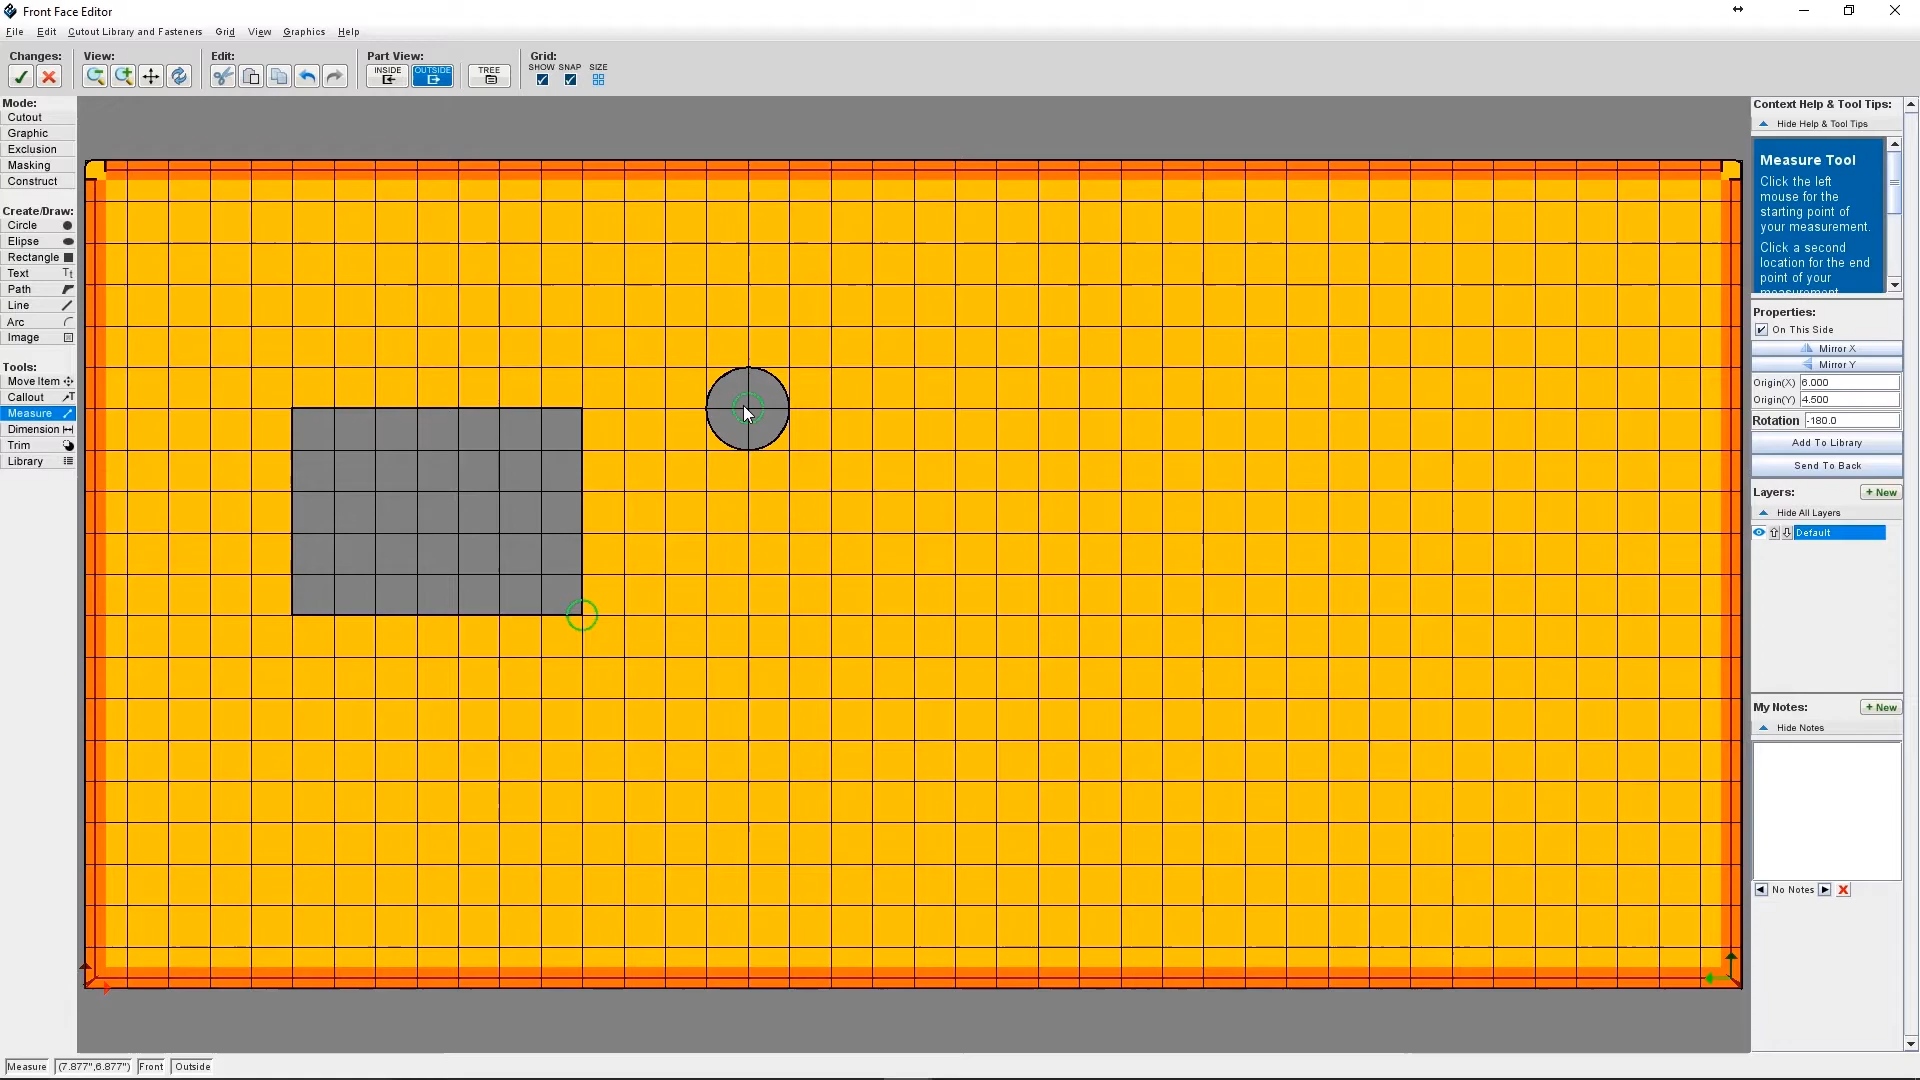 Front Face Editor
File Edit Cutout Library and Fasteners Grid View Graphics Help
Changes: View: Edit: Part View: Grid:
INSIDE OUTSIDE TREE SHOW SNAP SIZE
Mode:
Cutout
Graphic
Exclusion
Masking
Construct
Create/Draw:
Circle
Elipse
Rectangle
Text Tt
Path
Line
Arc
Image
Tools:
Move Item
Callout
Measure
Dimension
Trim
Library
Context Help & Tool Tips:
Hide Help & Tool Tips
Measure Tool
Click the left
mouse for the
starting point of
your measurement.
Click a second
location for the end
point of your
measurement
Properties:
On This Side
Mirror X
Mirror Y
Origin(X) 6.000
Origin(Y) 4.500
Rotation -180.0
Add To Library
Send To Back
Layers: + New
Hide All Layers
Default
My Notes: + New
Hide Notes
No Notes
Measure (7.877",6.877") Front Outside